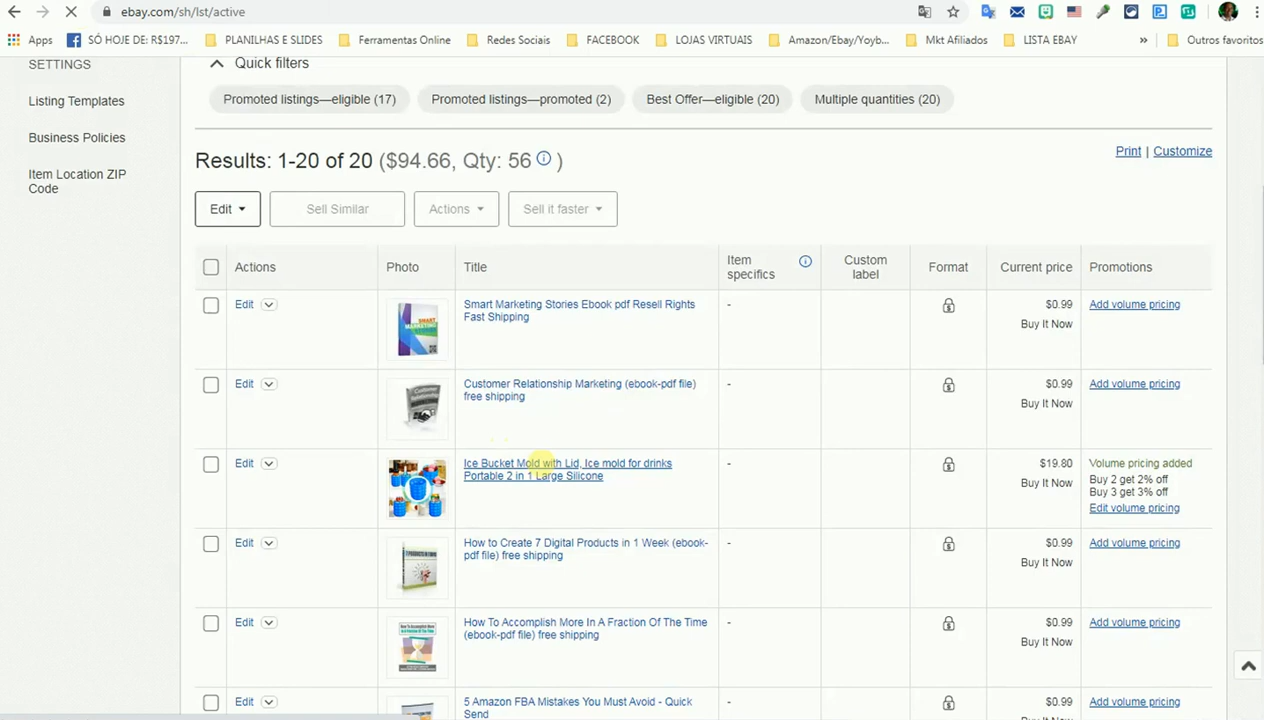 ebay.com/sh/lst/active
Apps
SÓ HOJE DE: R$197...
PLANILHAS E SLIDES
Ferramentas Online
Redes Sociais
FACEBOOK
LOJAS VIRTUAIS
Amazon/Ebay/Yoyb...
Mkt Afiliados
LISTA EBAY
»
Outros favoritos
SETTINGS
Listing Templates
Business Policies
Item Location ZIP
Code
Quick filters
Promoted listings—eligible (17)
Promoted listings—promoted (2)
Best Offer—eligible (20)
Multiple quantities (20)
Results: 1-20 of 20 ($94.66, Qty: 56 )
Print | Customize
Edit
Sell Similar
Actions
Sell it faster
Actions
Photo
Title
Item
specifics
Custom
label
Format
Current price
Promotions
Edit
Smart Marketing Stories Ebook pdf Resell Rights
Fast Shipping
-
$0.99
Buy It Now
Add volume pricing
Edit
Customer Relationship Marketing (ebook-pdf file)
free shipping
-
$0.99
Buy It Now
Add volume pricing
Edit
Ice Bucket Mold with Lid, Ice mold for drinks
Portable 2 in 1 Large Silicone
-
$19.80
Buy It Now
Volume pricing added
Buy 2 get 2% off
Buy 3 get 3% off
Edit volume pricing
Edit
How to Create 7 Digital Products in 1 Week (ebook-
pdf file) free shipping
-
$0.99
Buy It Now
Add volume pricing
Edit
How To Accomplish More In A Fraction Of The Time
(ebook-pdf file) free shipping
-
$0.99
Buy It Now
Add volume pricing
Edit
5 Amazon FBA Mistakes You Must Avoid - Quick
Send
-
$0.99
Buy It Now
Add volume pricing